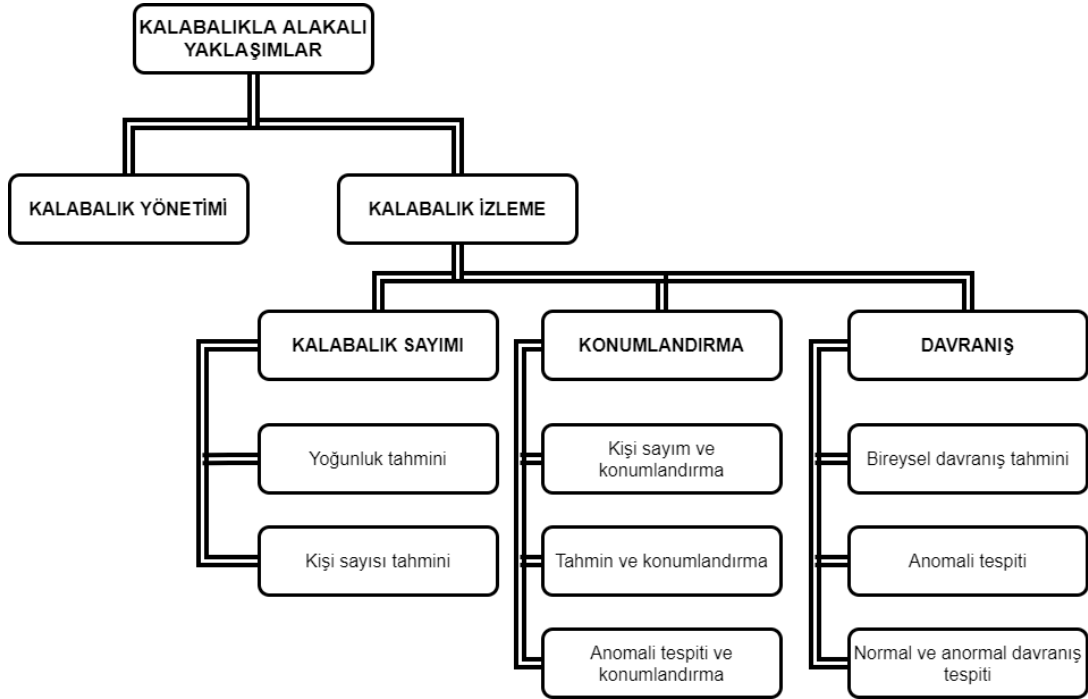 KALABALIKLA ALAKALI
YAKLAŞIMLAR
KALABALIK YÖNETİMİ
KALABALIK İZLEME
KALABALIK SAYIMI
KONUMLANDIRMA
DAVRANIŞ
Yoğunluk tahmini
Kişi sayım ve
konumlandırma
Bireysel davranış tahmini
Kişi sayısı tahmini
Tahmin ve konumlandırma
Anomali tespiti
Anomali tespiti ve
konumlandırma
Normal ve anormal davranış
tespiti